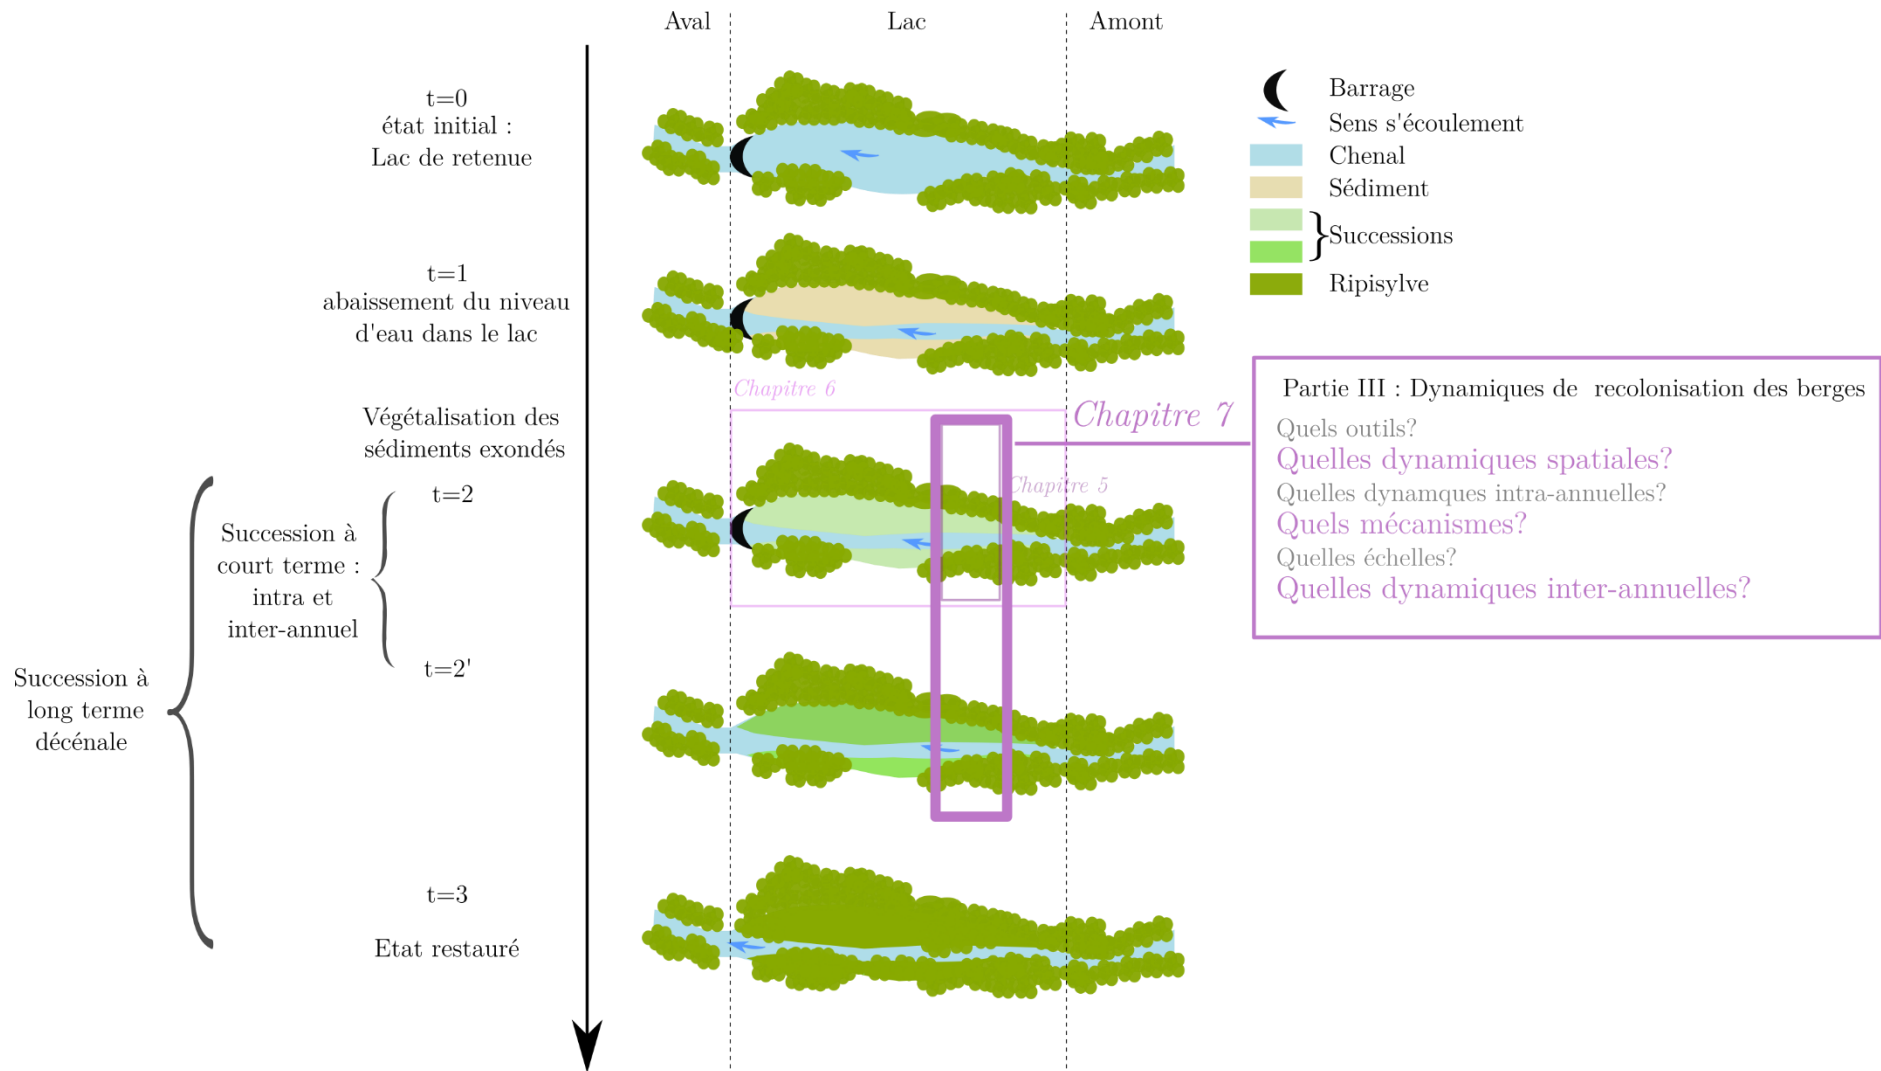 Aval
Lac
Amont
t=0
état initial :
Lac de retenue
Barrage
Sens s'écoulement
Chenal
Sédiment
Successions
Ripisylve
t=1
abaissement du niveau
d'eau dans le lac
Chapitre 6
Chapitre 7
Partie III : Dynamiques de recolonisation des berges
Quels outils?
Quelles dynamiques spatiales?
Quelles dynamques intra-annuelles?
Quels mécanismes?
Quelles échelles?
Quelles dynamiques inter-annuelles?
Végétalisation des
sédiments exondés
Chapitre 5
t=2
Succession à
court terme :
intra et
inter-annuel
t=2'
Succession à
long terme
décénale
t=3
Etat restauré